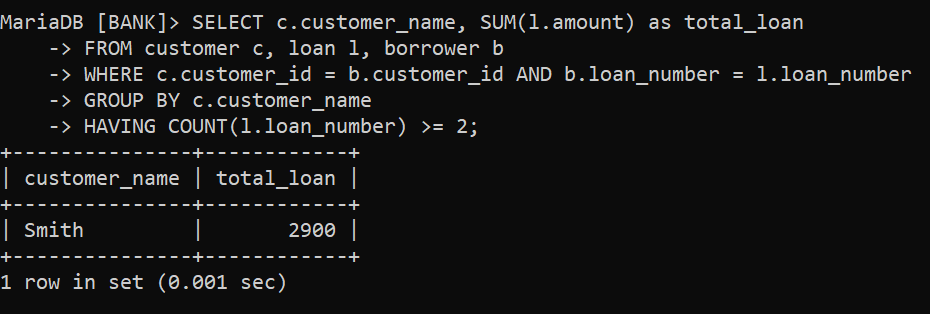 MariaDB [BANK]> SELECT c.customer_name, SUM(l.amount) as total_loan
    -> FROM customer c, loan l, borrower b
    -> WHERE c.customer_id = b.customer_id AND b.loan_number = l.loan_number
    -> GROUP BY c.customer_name
    -> HAVING COUNT(l.loan_number) >= 2;
+---------------+------------+
| customer_name | total_loan |
+---------------+------------+
| Smith         |       2900 |
+---------------+------------+
1 row in set (0.001 sec)